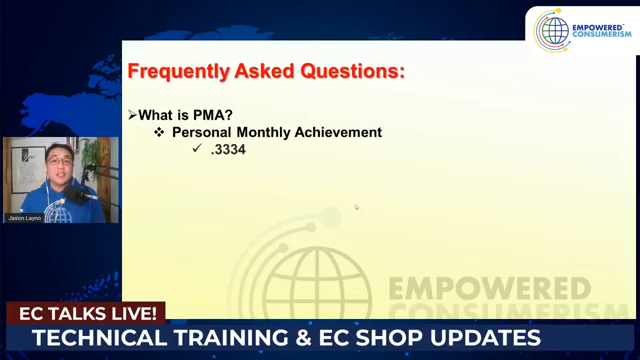 EMPOWERED
CONSUMERISM
Frequently Asked Questions:
What is PMA?
Personal Monthly Achievement
.3334
Jason Layno
EMPOWERED
CONSUMERISM
EC TALKS LIVE!
TECHNICAL TRAINING & EC SHOP UPDATES